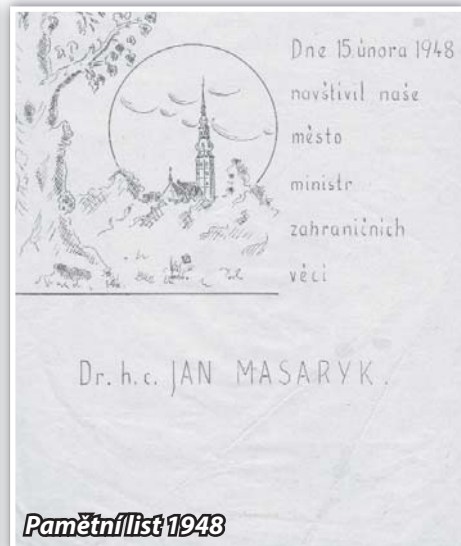 Dne 15. února 1948
navštívil naše
město
ministr
zahraničních
věcí
Dr. h. c. JAN MASARYK.
Pamětní list 1948